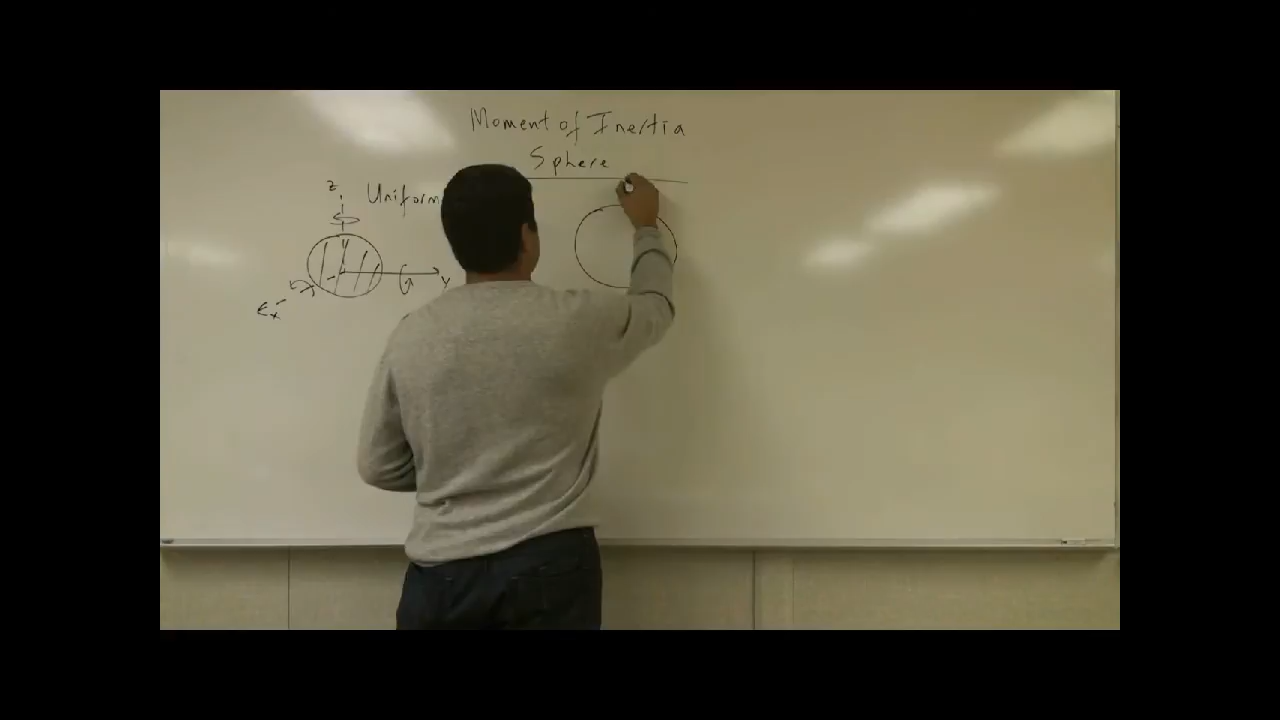 Moment of Inertia
Sphere
Uniform
z
y
x